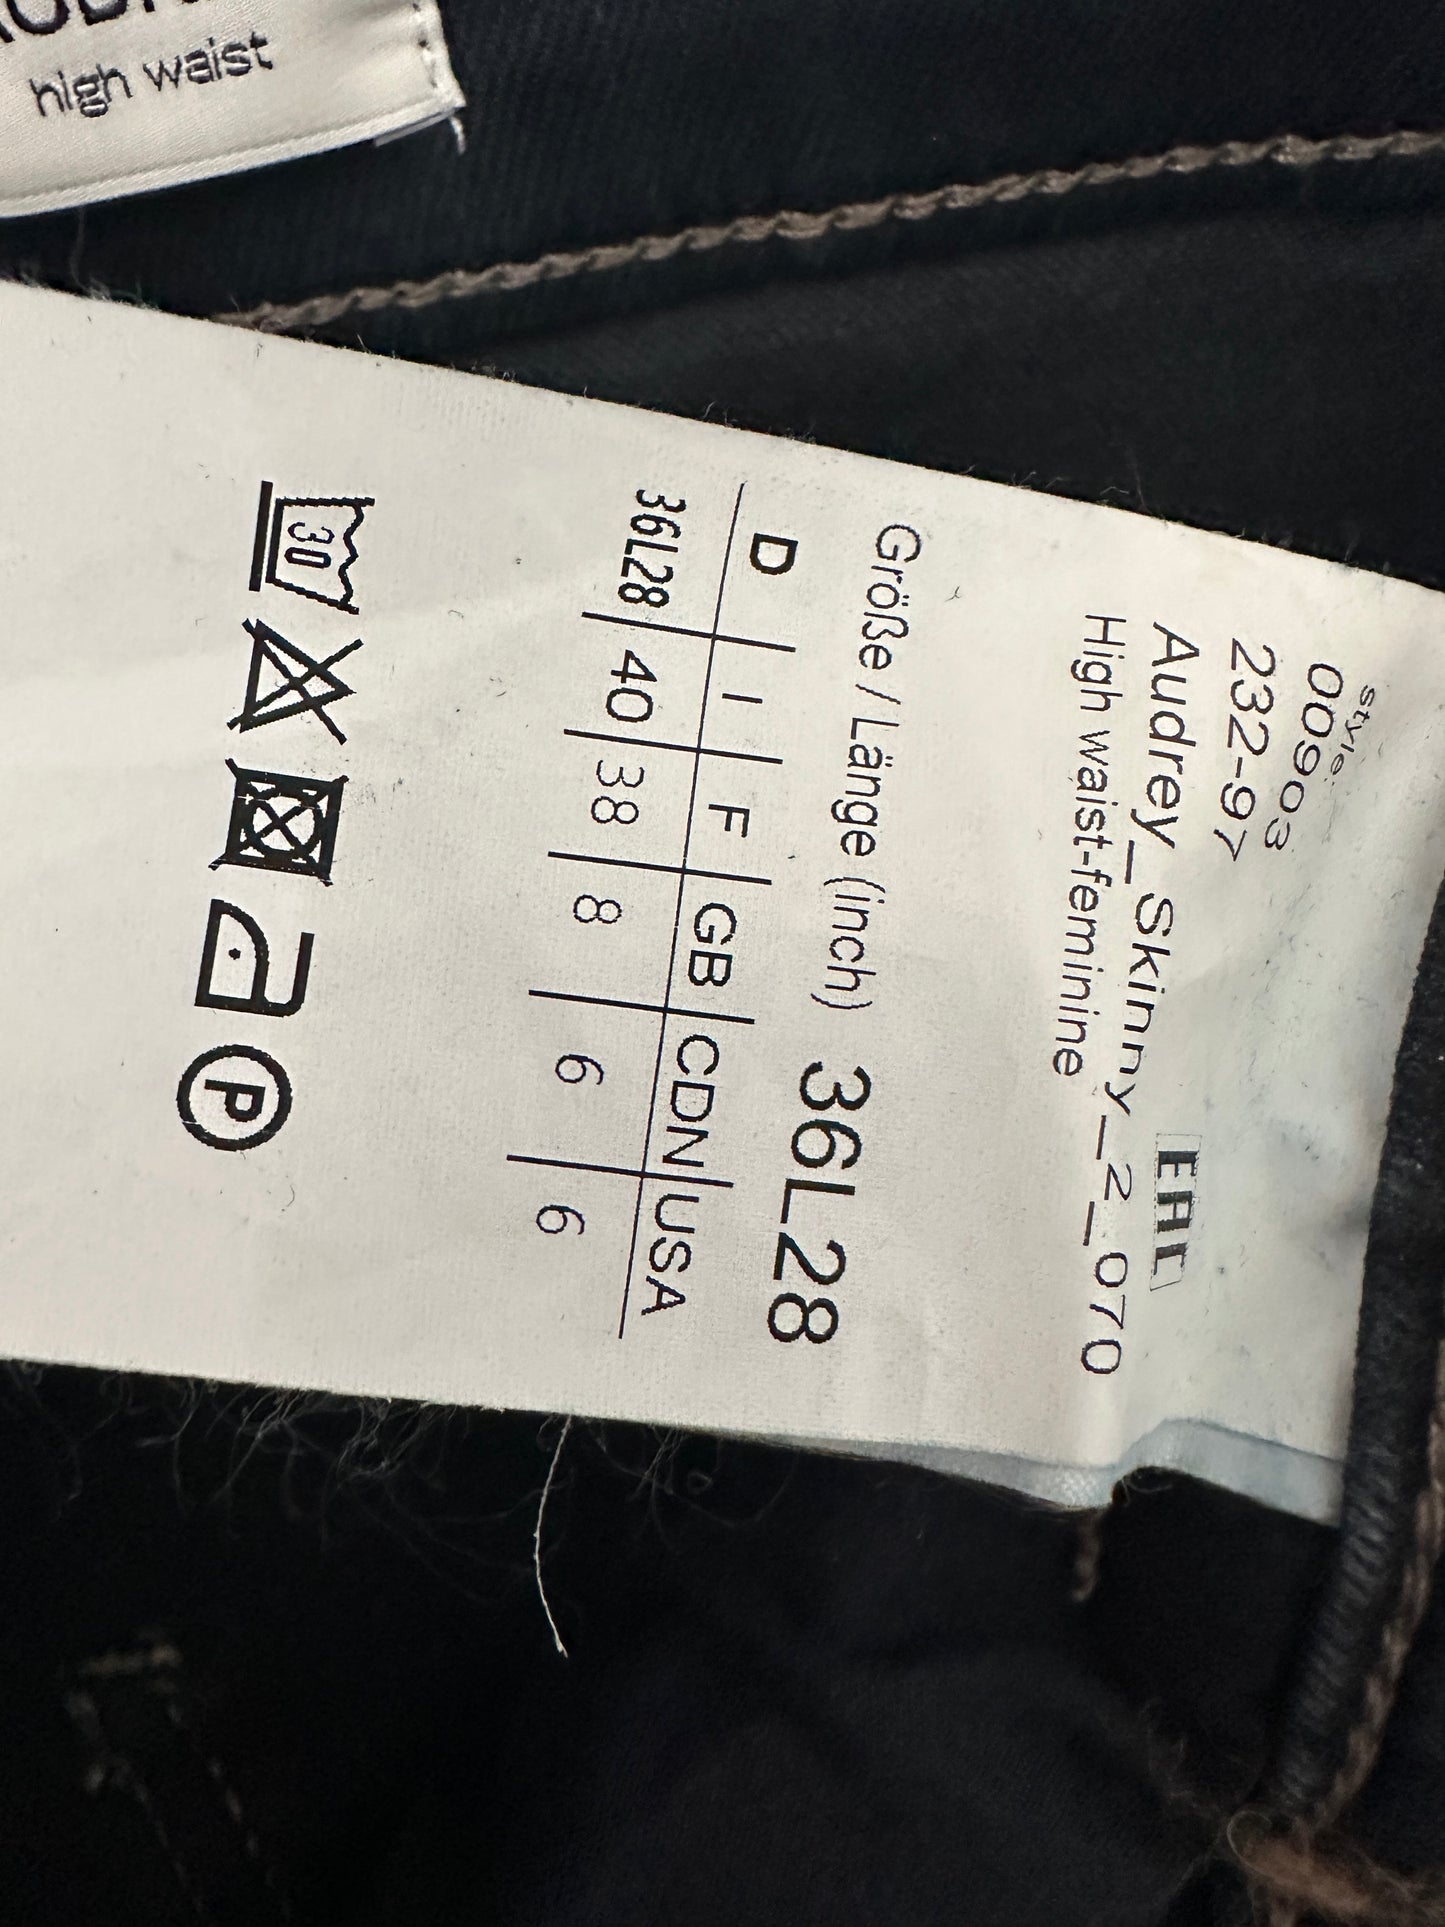 high waist
Style:
00903
232-97
Audrey_Skinny_2_070
High waist-feminine
EAC
Größe / Länge (inch) 36L28
D I F GB CDN USA
36L28 40 38 8 6 6
30
P